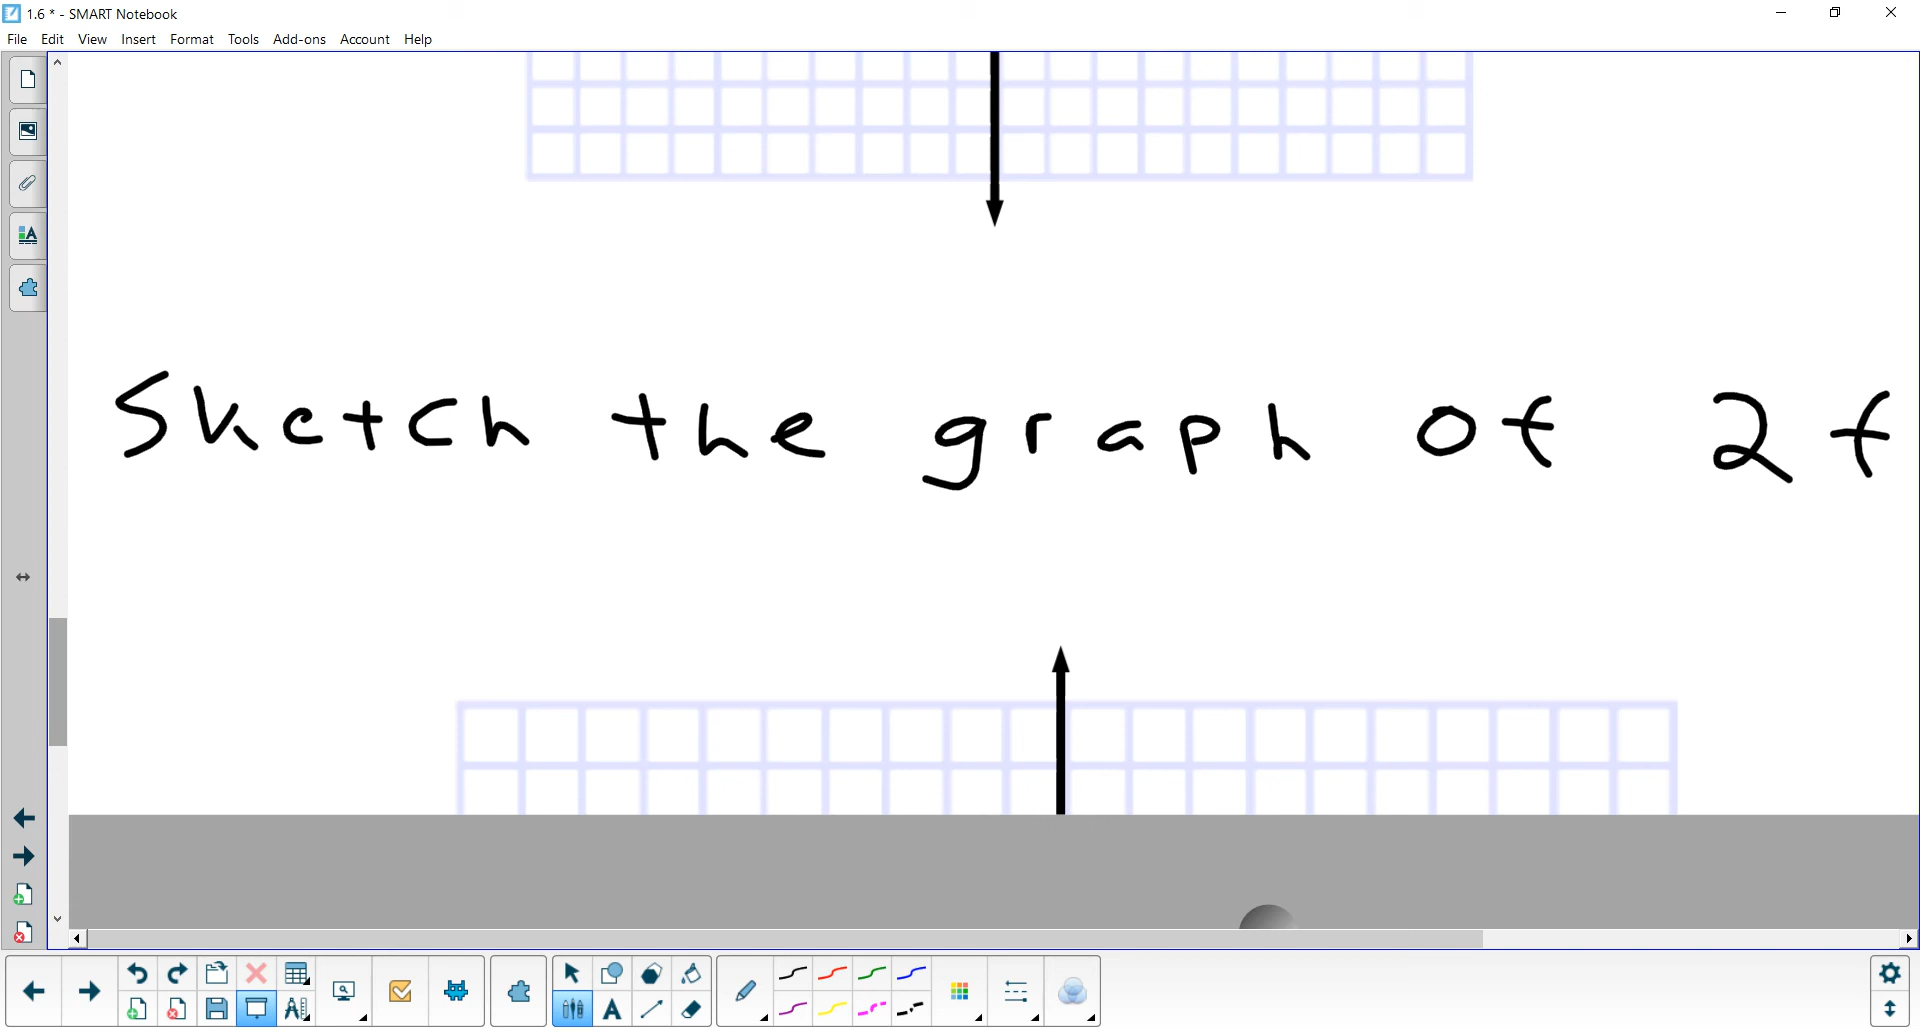 1.6 * - SMART Notebook
File Edit View Insert Format Tools Add-ons Account Help
Sketch the graph of 2f